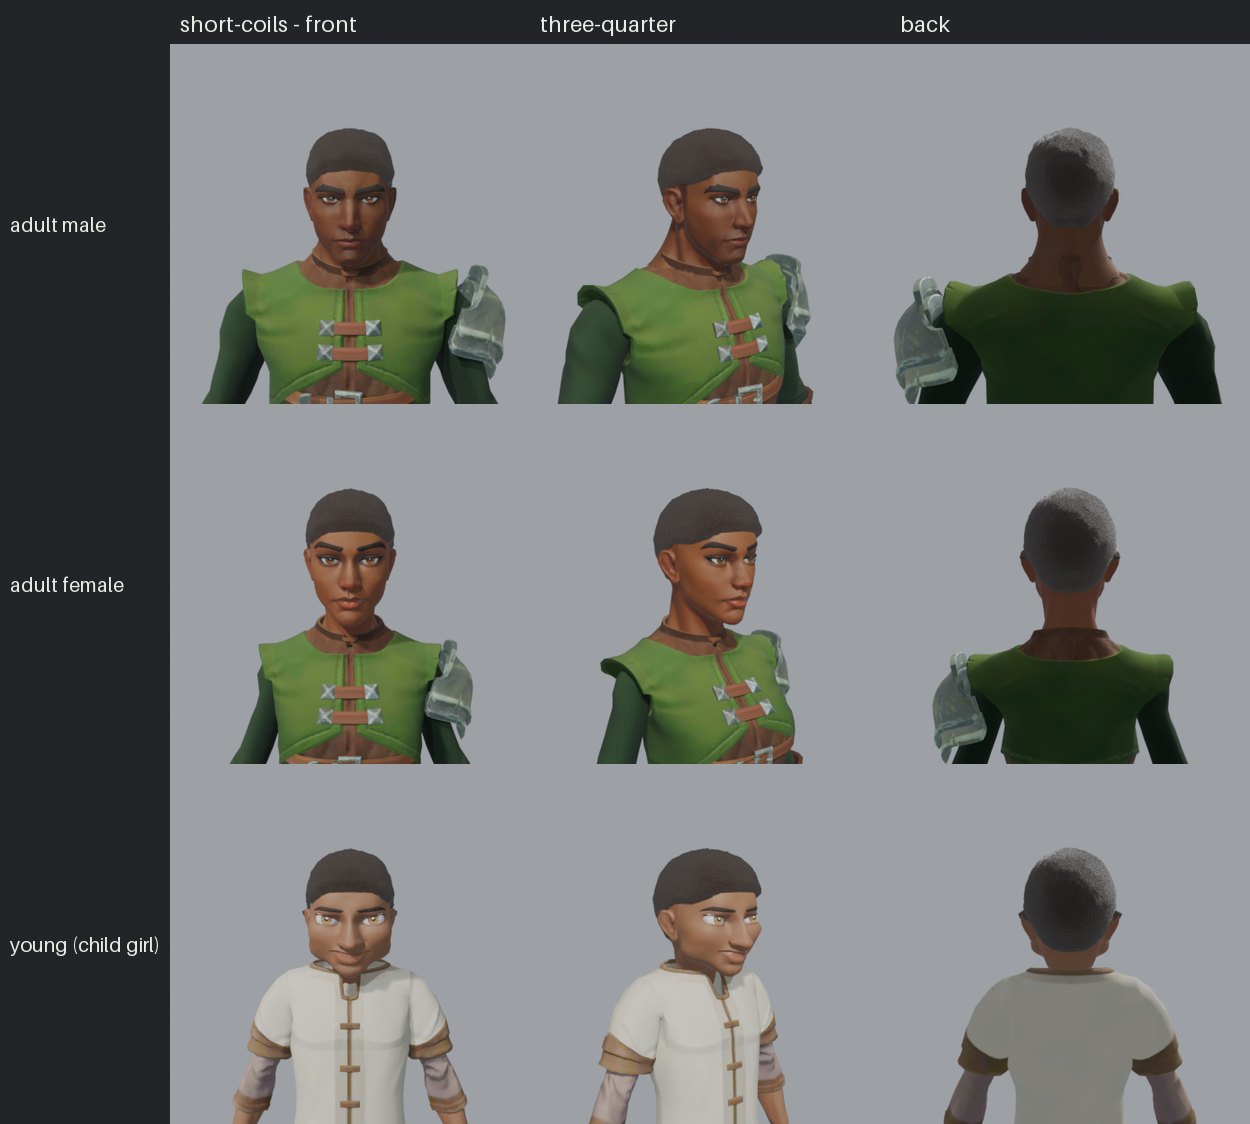 short-coils - front
three-quarter
back
adult male
adult female
young (child girl)